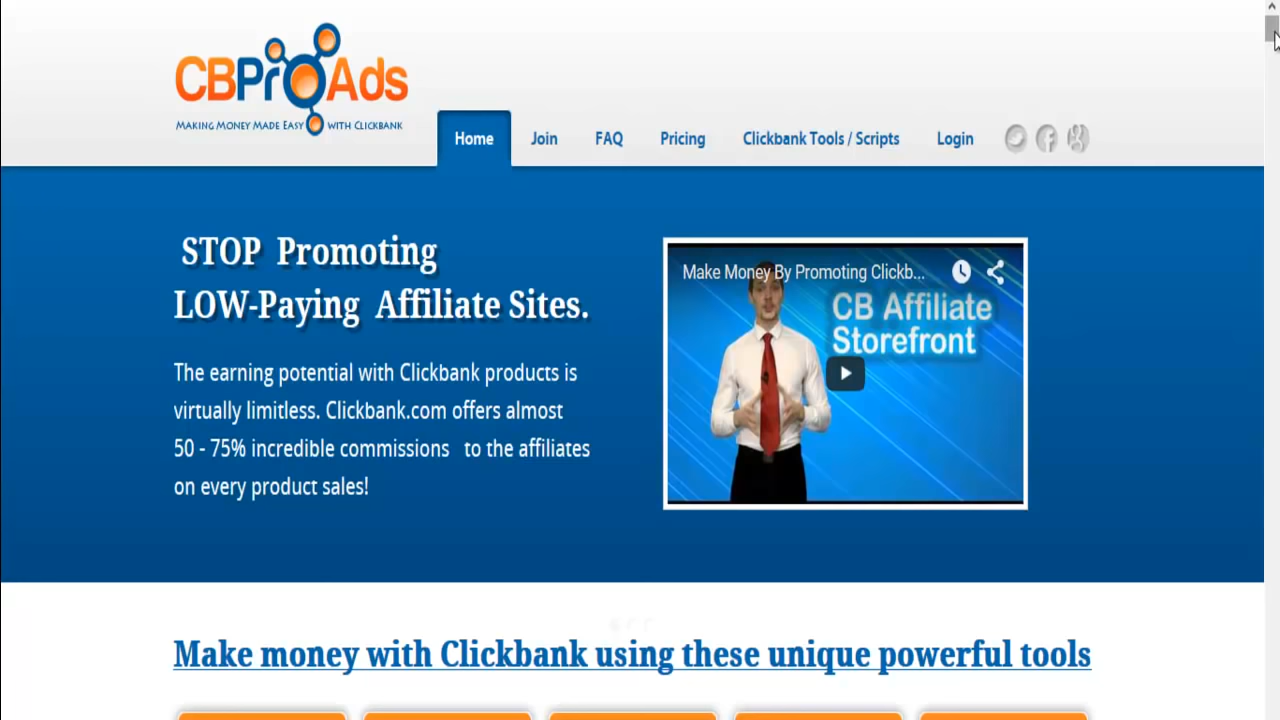 CBProAds
MAKING MONEY MADE EASY WITH CLICKBANK
Home
Join
FAQ
Pricing
Clickbank Tools / Scripts
Login
STOP Promoting
LOW-Paying Affiliate Sites.
The earning potential with Clickbank products is
virtually limitless. Clickbank.com offers almost
50 - 75% incredible commissions to the affiliates
on every product sales!
Make Money By Promoting Clickb...
CB Affiliate
Storefront
Make money with Clickbank using these unique powerful tools